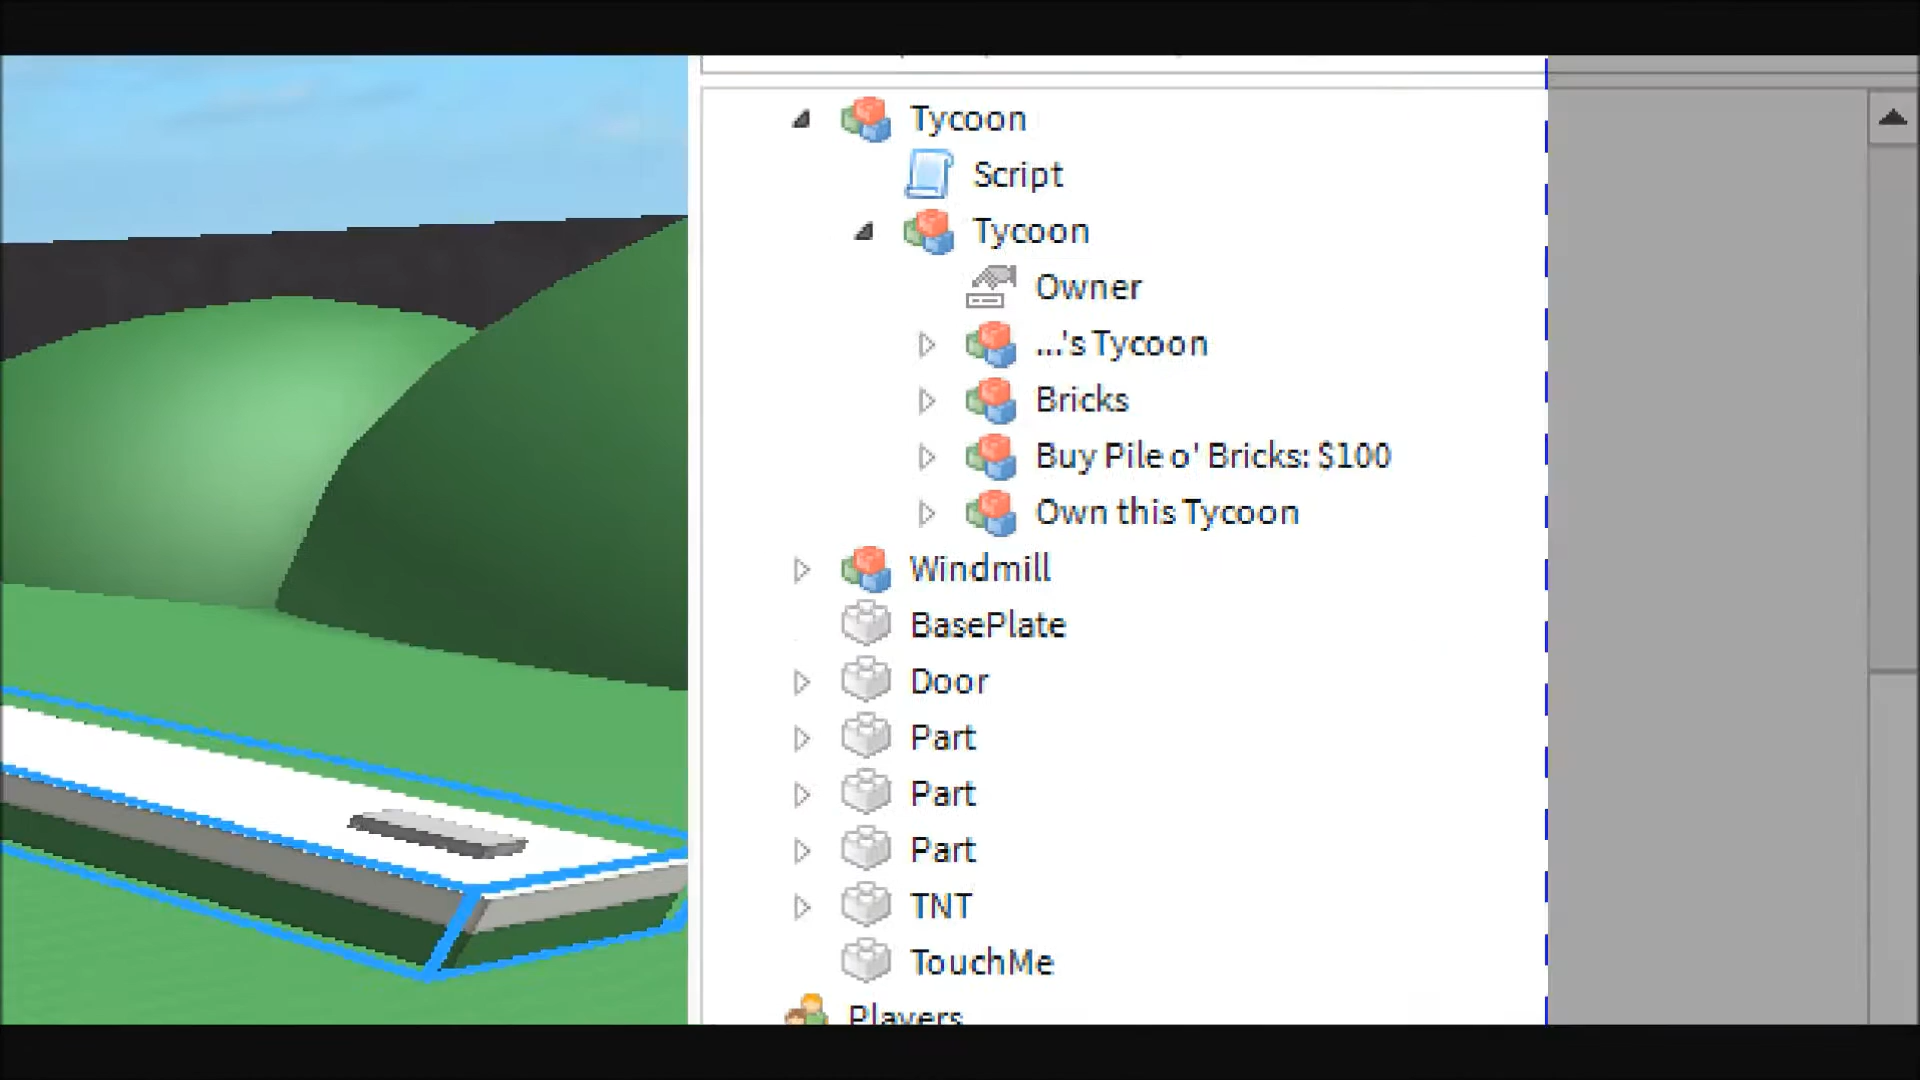 Tycoon
Script
Tycoon
Owner
...'s Tycoon
Bricks
Buy Pile o' Bricks: $100
Own this Tycoon
Windmill
BasePlate
Door
Part
Part
Part
TNT
TouchMe
Players